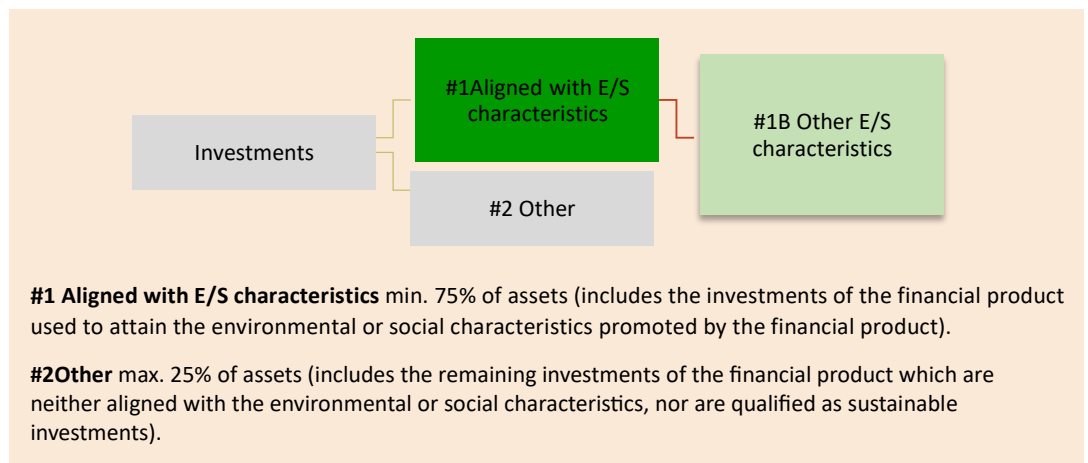 #1Aligned with E/S
characteristics
#1B Other E/S
characteristics
Investments
#2 Other
#1 Aligned with E/S characteristics min. 75% of assets (includes the investments of the financial product
used to attain the environmental or social characteristics promoted by the financial product).
#2Other max. 25% of assets (includes the remaining investments of the financial product which are
neither aligned with the environmental or social characteristics, nor are qualified as sustainable
investments).